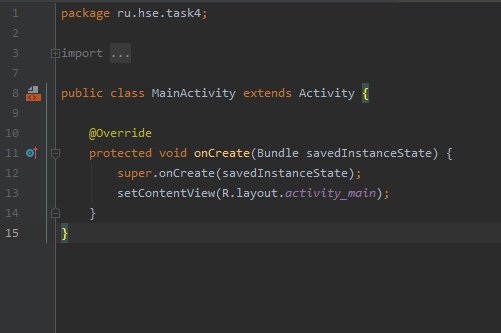 1 package ru.hse.task4;
2
3 import ...
7
8 public class MainActivity extends Activity {
9
10 @Override
11 protected void onCreate(Bundle savedInstanceState) {
12 super.onCreate(savedInstanceState);
13 setContentView(R.layout.activity_main);
14 }
15 }